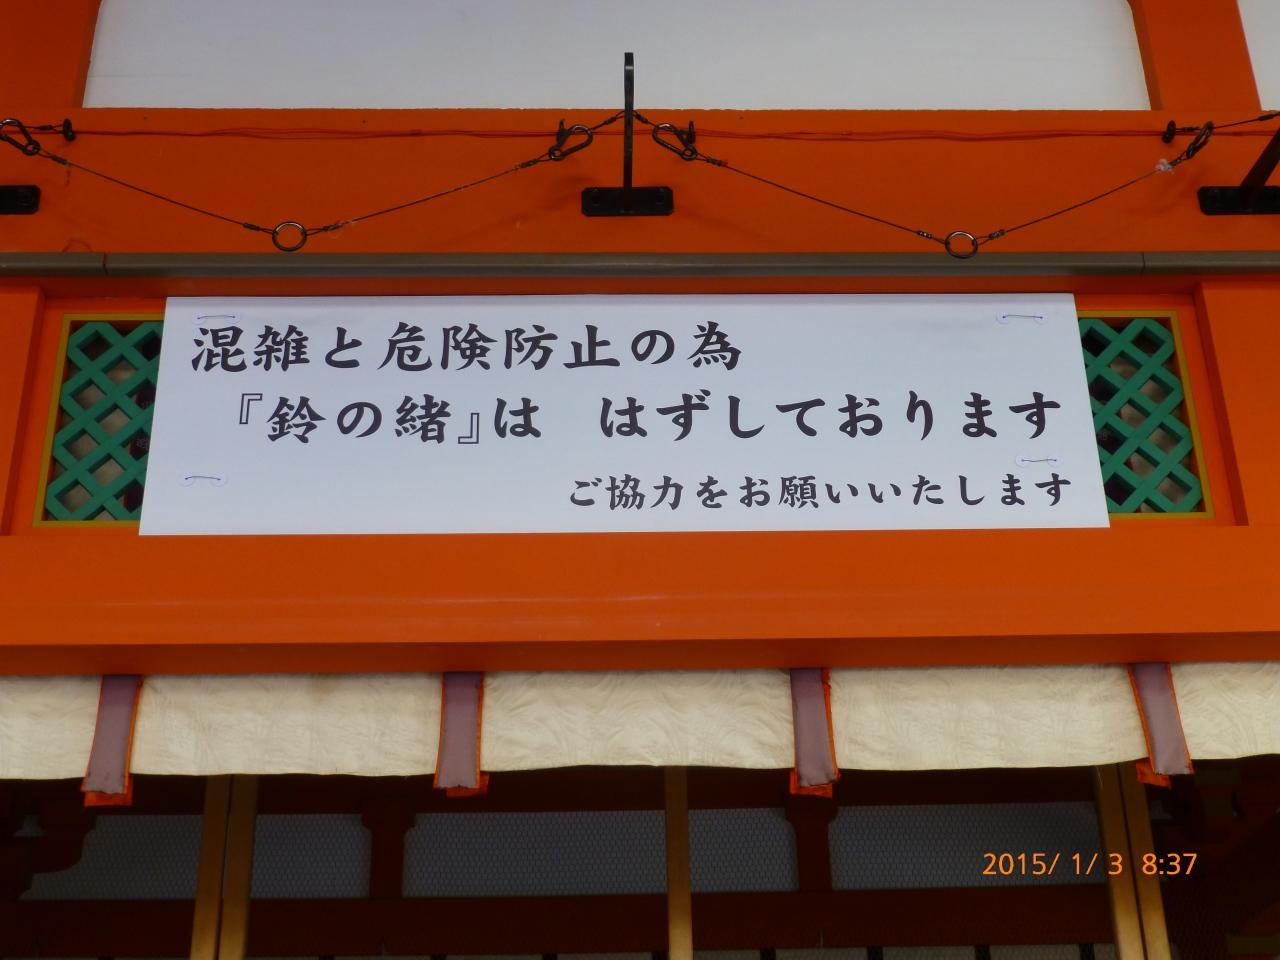 混雑と危険防止の為
『鈴の緒』は　はずしております
ご協力をお願いいたします
2015/ 1/ 3 8:37